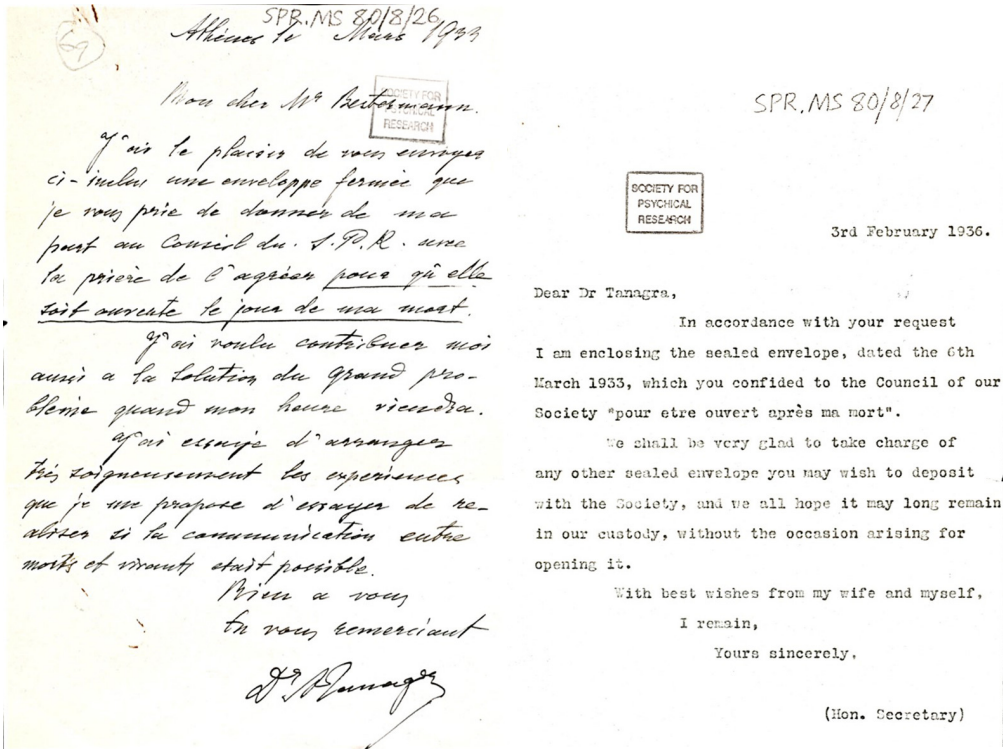 SPR.MS 80/8/26
Athènes le Mars 1933
Mon cher Mr Besterman.
SOCIETY FOR
PSYCHICAL
RESEARCH
J'ai le plaisir de vous envoyer
ci-inclus une enveloppe fermée que
je vous prie de donner de ma
part au Conseil du S.P.R. avec
la prière de l'agréer pour qu'elle
soit ouverte le jour de ma mort.
J'ai voulu contribuer moi
aussi a la solution du grand pro-
blème quand mon heure viendra.
J'ai essayé d'arranger
très soigneusement les experiences
que je me propose d'essayer de re-
aliser si la communication entre
morts et vivants etait possible.
Bien a vous
En vous remerciant
Dr A Tanagra
SPR.MS 80/8/27
SOCIETY FOR
PSYCHICAL
RESEARCH
3rd February 1936.
Dear Dr Tanagra,
In accordance with your request
I am enclosing the sealed envelope, dated the 6th
March 1933, which you confided to the Council of our
Society "pour etre ouvert après ma mort".
We shall be very glad to take charge of
any other sealed envelope you may wish to deposit
with the Society, and we all hope it may long remain
in our custody, without the occasion arising for
opening it.
With best wishes from my wife and myself,
I remain,
Yours sincerely,
(Hon. Secretary)